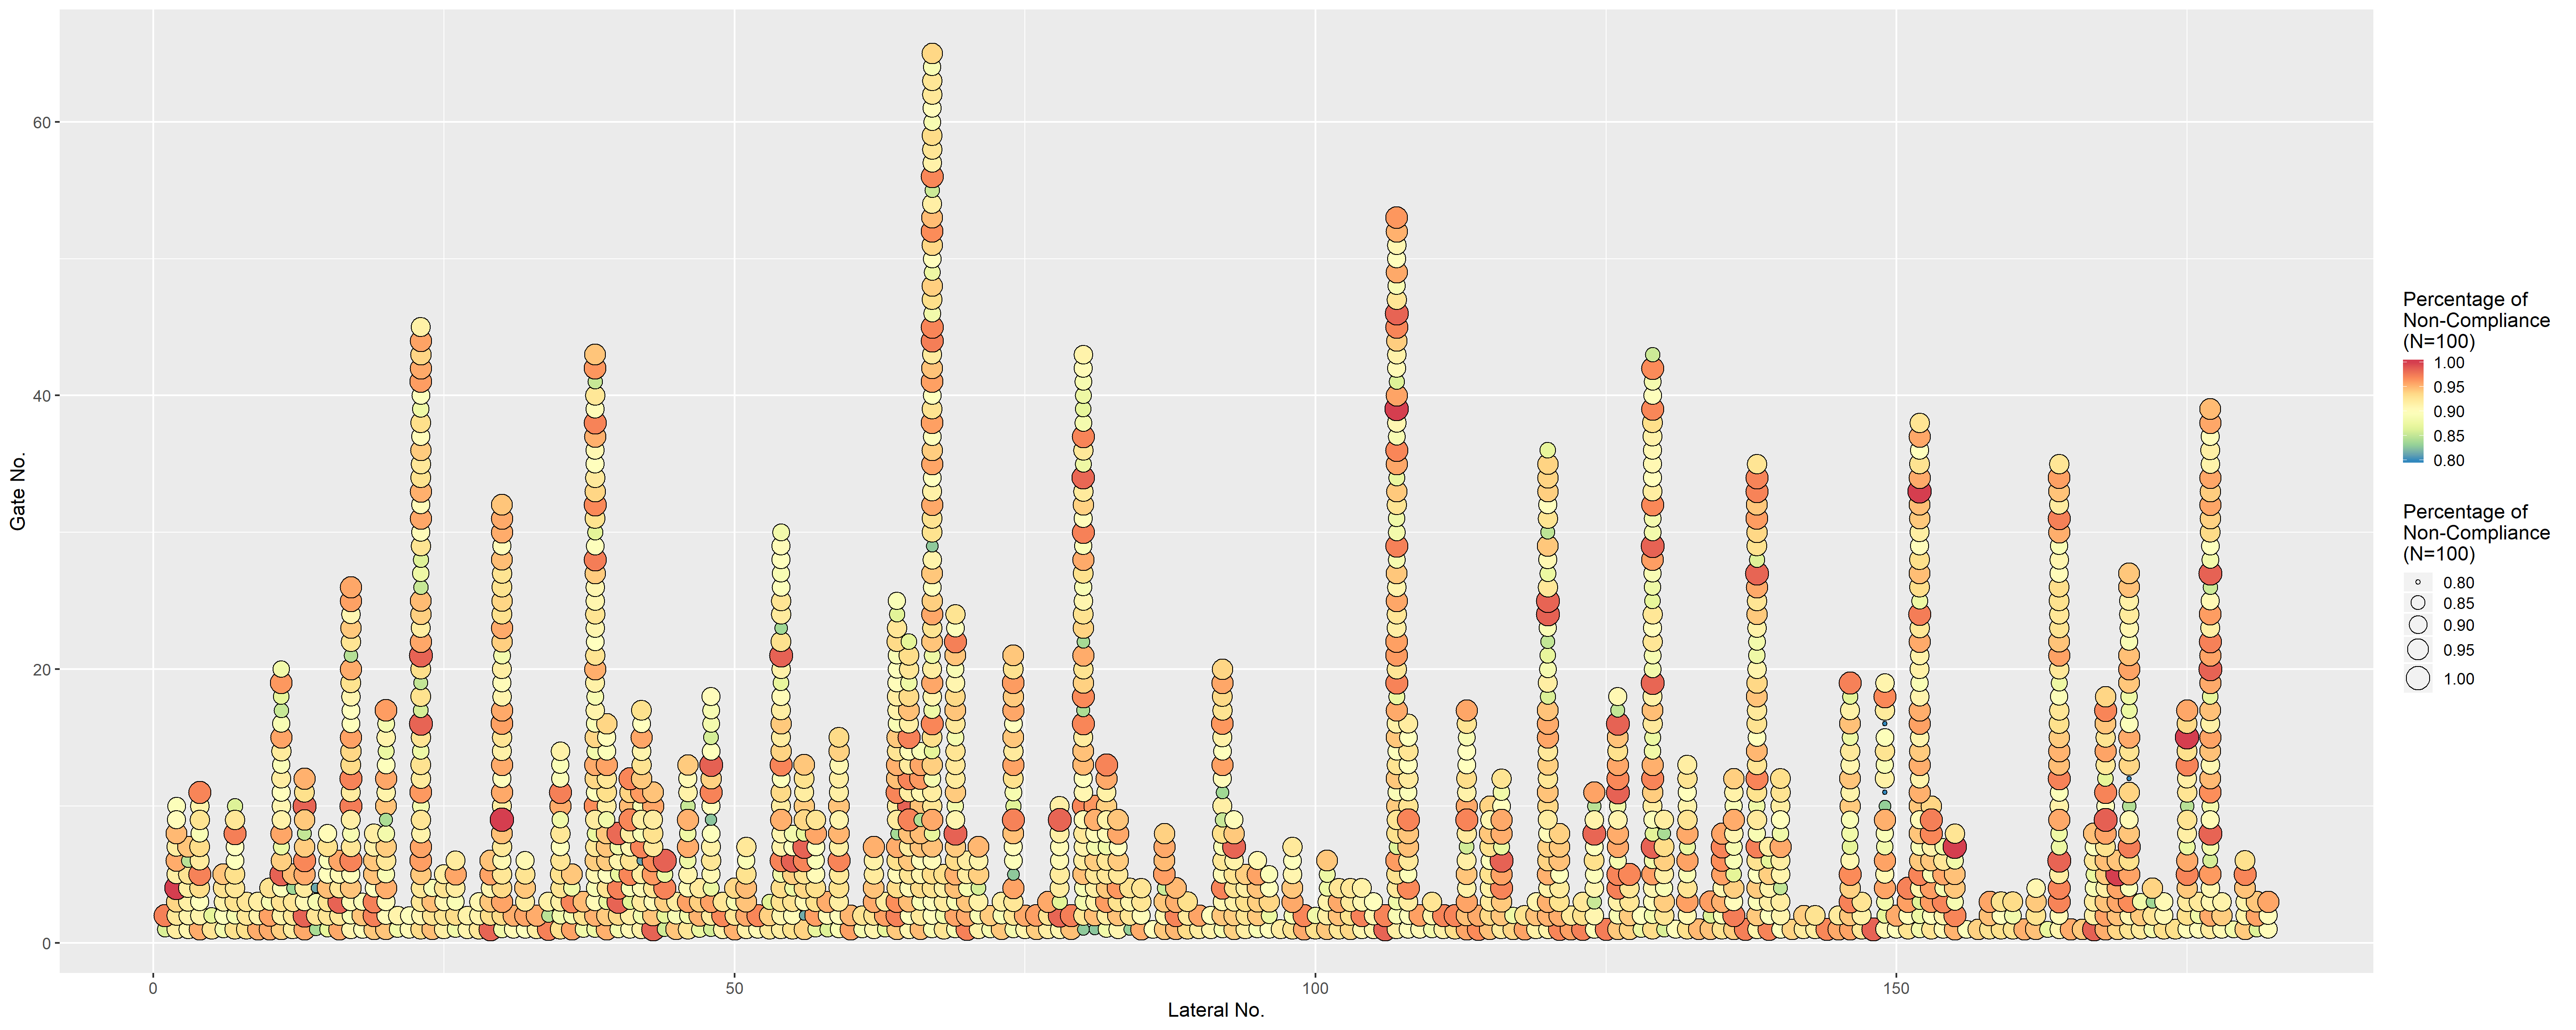 60
40
20
0
Gate No.
0
50
100
150
Lateral No.
Percentage of
Non-Compliance
(N=100)
1.00
0.95
0.90
0.85
0.80
Percentage of
Non-Compliance
(N=100)
0.80
0.85
0.90
0.95
1.00